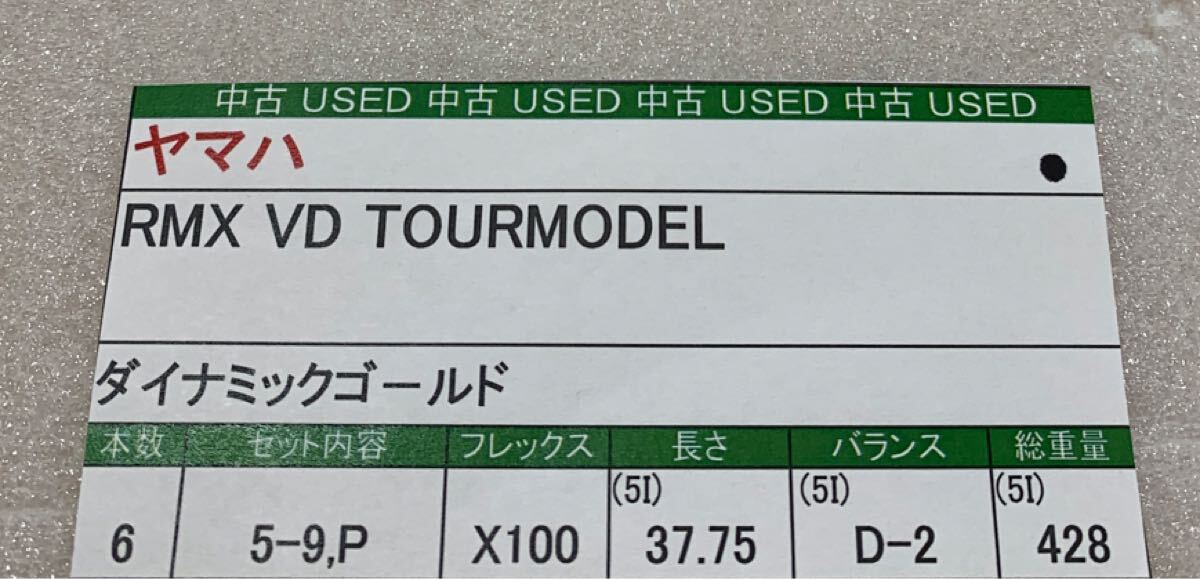 中古 USED 中古 USED 中古 USED 中古 USED
ヤマハ ●
RMX VD TOURMODEL
ダイナミックゴールド
本数 セット内容 フレックス 長さ バランス 総重量
(5I) (5I) (5I)
6 5-9,P X100 37.75 D-2 428